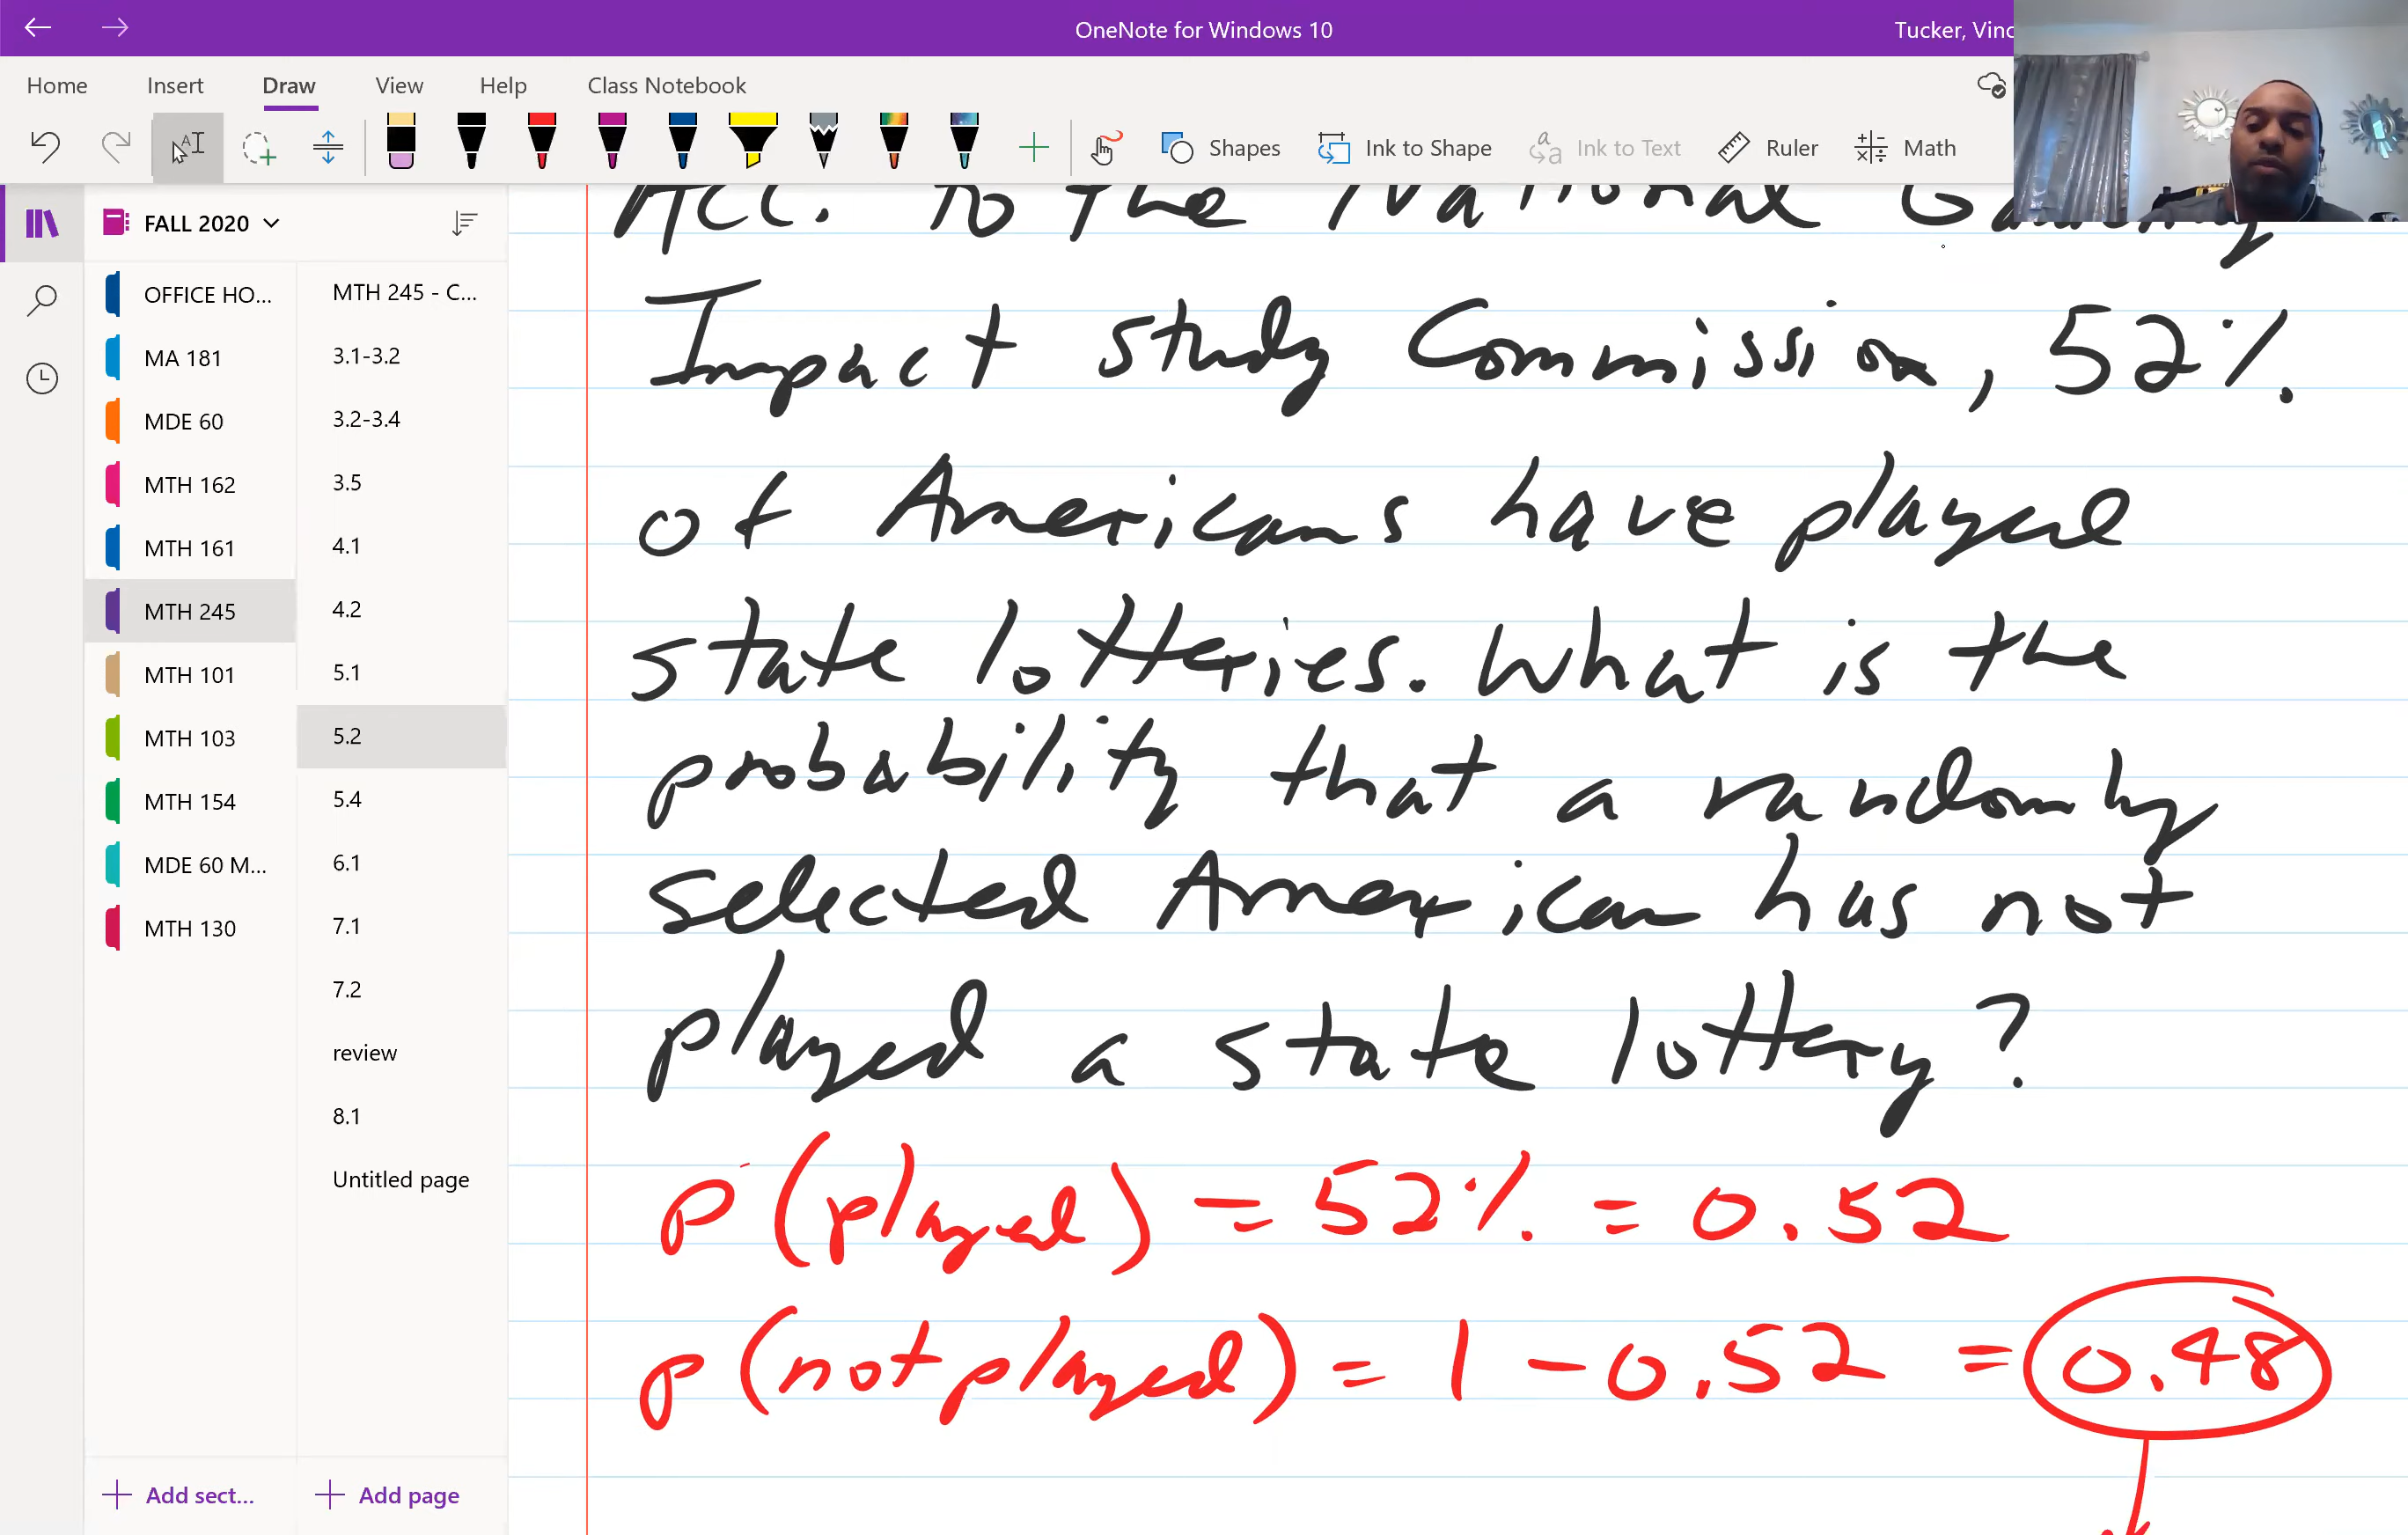 OneNote for Windows 10
Tucker, Vinc
Home Insert Draw View Help Class Notebook
Shapes Ink to Shape Ink to Text Ruler Math
FALL 2020
OFFICE HO...
MA 181
MDE 60
MTH 162
MTH 161
MTH 245
MTH 101
MTH 103
MTH 154
MDE 60 M...
MTH 130
Add sect...
MTH 245 - C...
3.1-3.2
3.2-3.4
3.5
4.1
4.2
5.1
5.2
5.4
6.1
7.1
7.2
review
8.1
Untitled page
Add page
Acc. to the National
Impact Study Commission, 52%
of Americans have played
state lotteries. What is the
probability that a randomly
selected American has not
played a state lottery?
P(played) = 52% = 0.52
P(not played) = 1 - 0.52 = 0.48